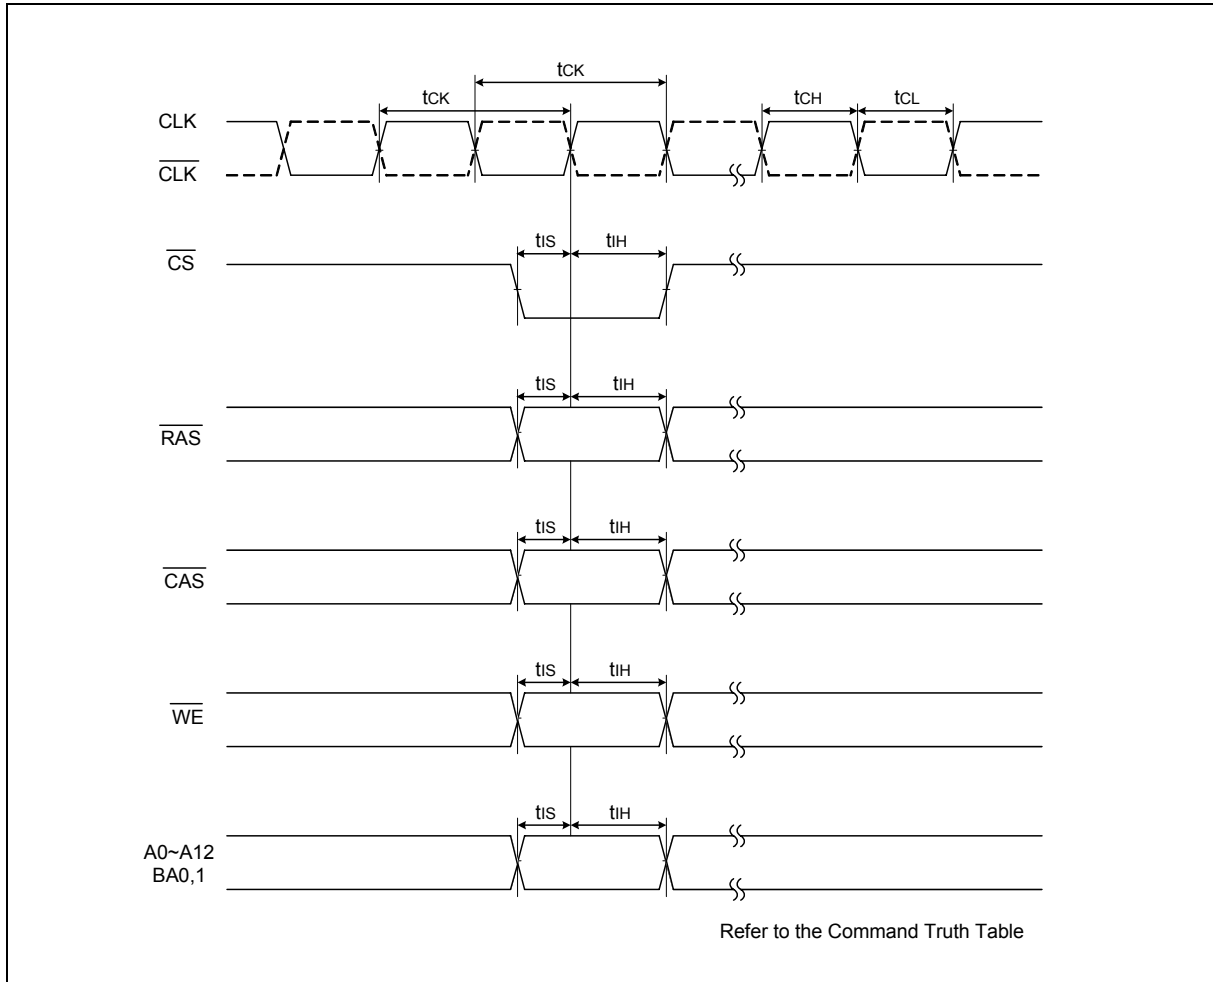 tCK
tCK
tCH
tCL
CLK
CLK
tIS
tIH
CS
tIS
tIH
RAS
tIS
tIH
CAS
tIS
tIH
WE
tIS
tIH
A0~A12
BA0,1
Refer to the Command Truth Table